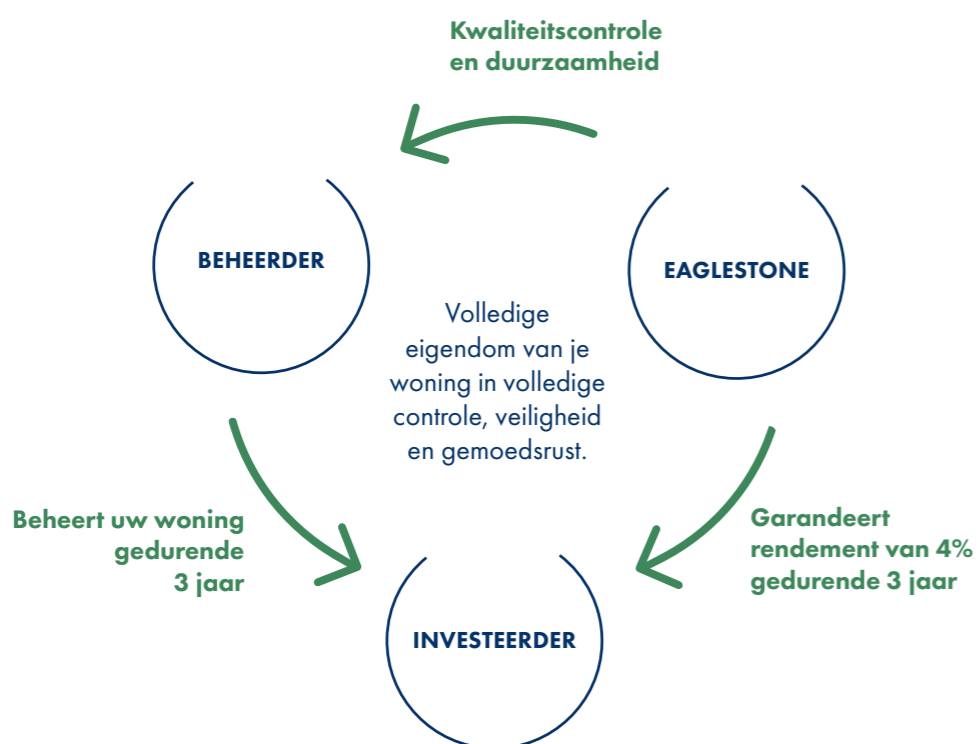 Kwaliteitscontrole
en duurzaamheid
BEHEERDER
EAGLESTONE
Volledige
eigendom van je
woning in volledige
controle, veiligheid
en gemoedsrust.
Beheert uw woning
gedurende
3 jaar
Garandeert
rendement van 4%
gedurende 3 jaar
INVESTEERDER